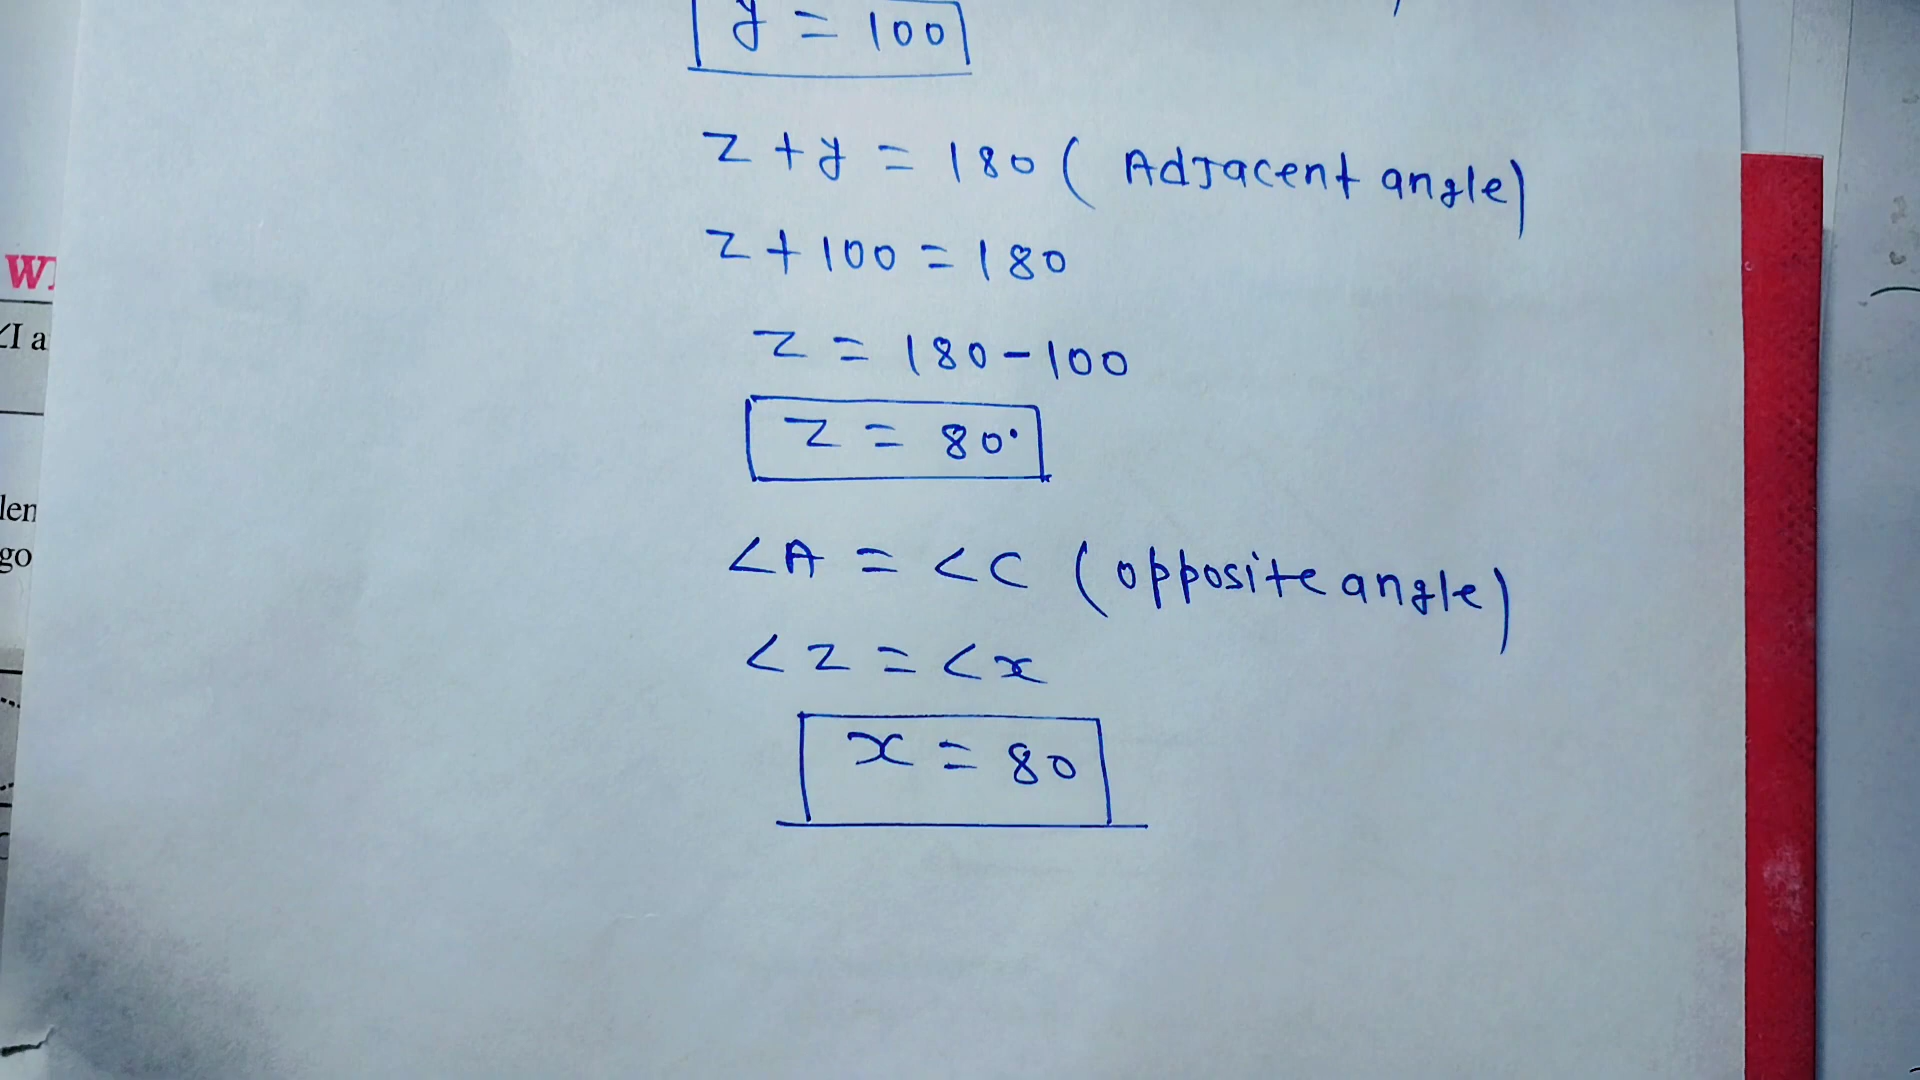 y = 100
z + y = 180 ( AdJacent angle)
z + 100 = 180
z = 180 - 100
z = 80°
∠A = ∠C (opposite angle)
∠z = ∠x
x = 80
∠I a
len
go